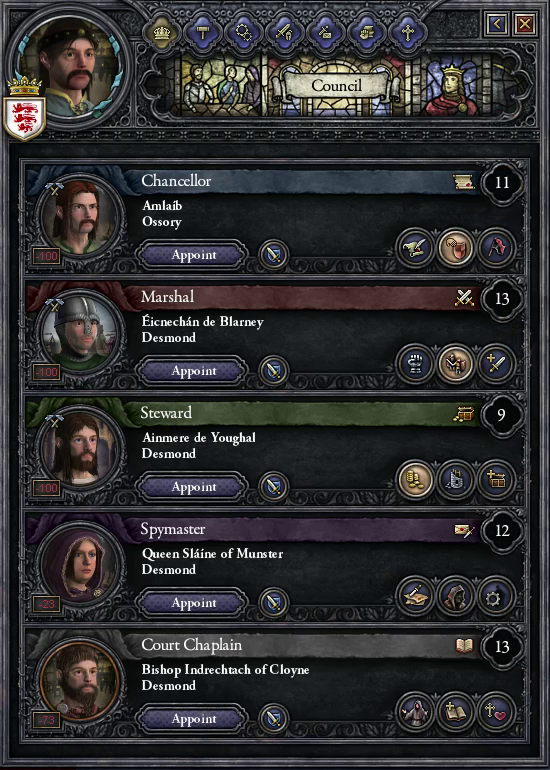 Council
Chancellor 11
Amlaíb
Ossory
-100 Appoint
Marshal 13
Éicnechán de Blarney
Desmond
-100 Appoint
Steward 9
Ainmere de Youghal
Desmond
-100 Appoint
Spymaster 12
Queen Sláíne of Munster
Desmond
-23 Appoint
Court Chaplain 13
Bishop Indrechtach of Cloyne
Desmond
-73 Appoint